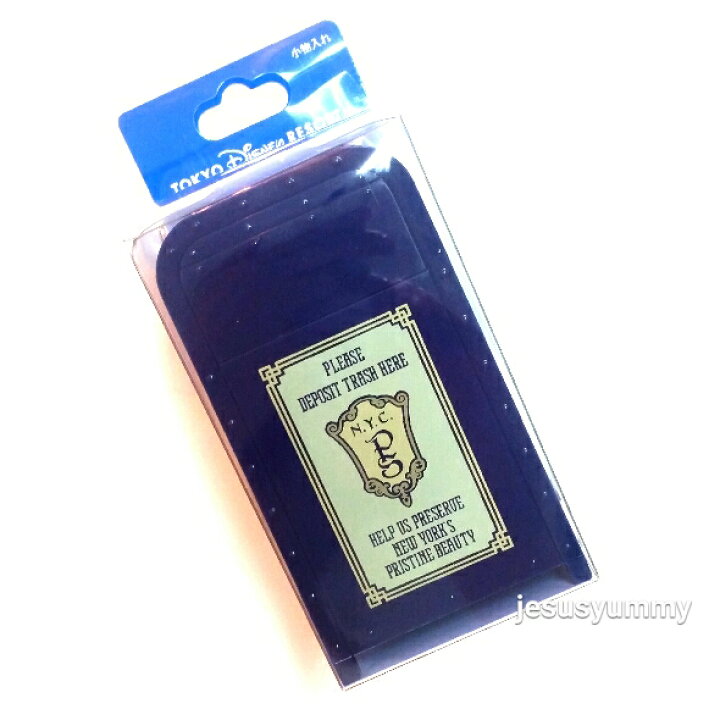 小物入れ
TOKYO DISNEY RESO
PLEASE
DEPOSIT TRASH HERE
N.Y.C.
PS
HELP US PRESERVE
NEW YORK'S
PRISTINE BEAUTY
jesusyummy